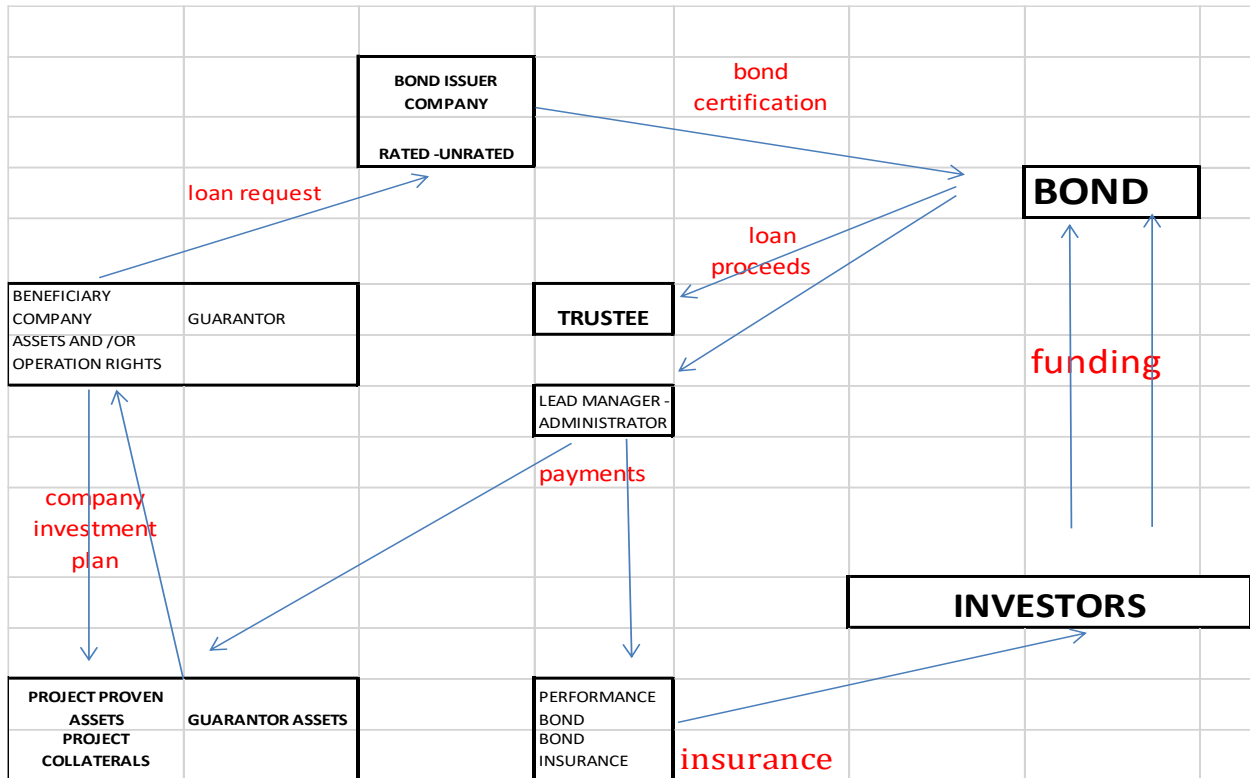 BOND ISSUER
COMPANY
RATED -UNRATED
bond
certification
BOND
loan request
loan
proceeds
BENEFICIARY
COMPANY
ASSETS AND /OR
OPERATION RIGHTS
GUARANTOR
TRUSTEE
funding
LEAD MANAGER -
ADMINISTRATOR
payments
company
investment
plan
INVESTORS
PROJECT PROVEN
ASSETS
PROJECT
COLLATERALS
GUARANTOR ASSETS
PERFORMANCE
BOND
BOND
INSURANCE
insurance